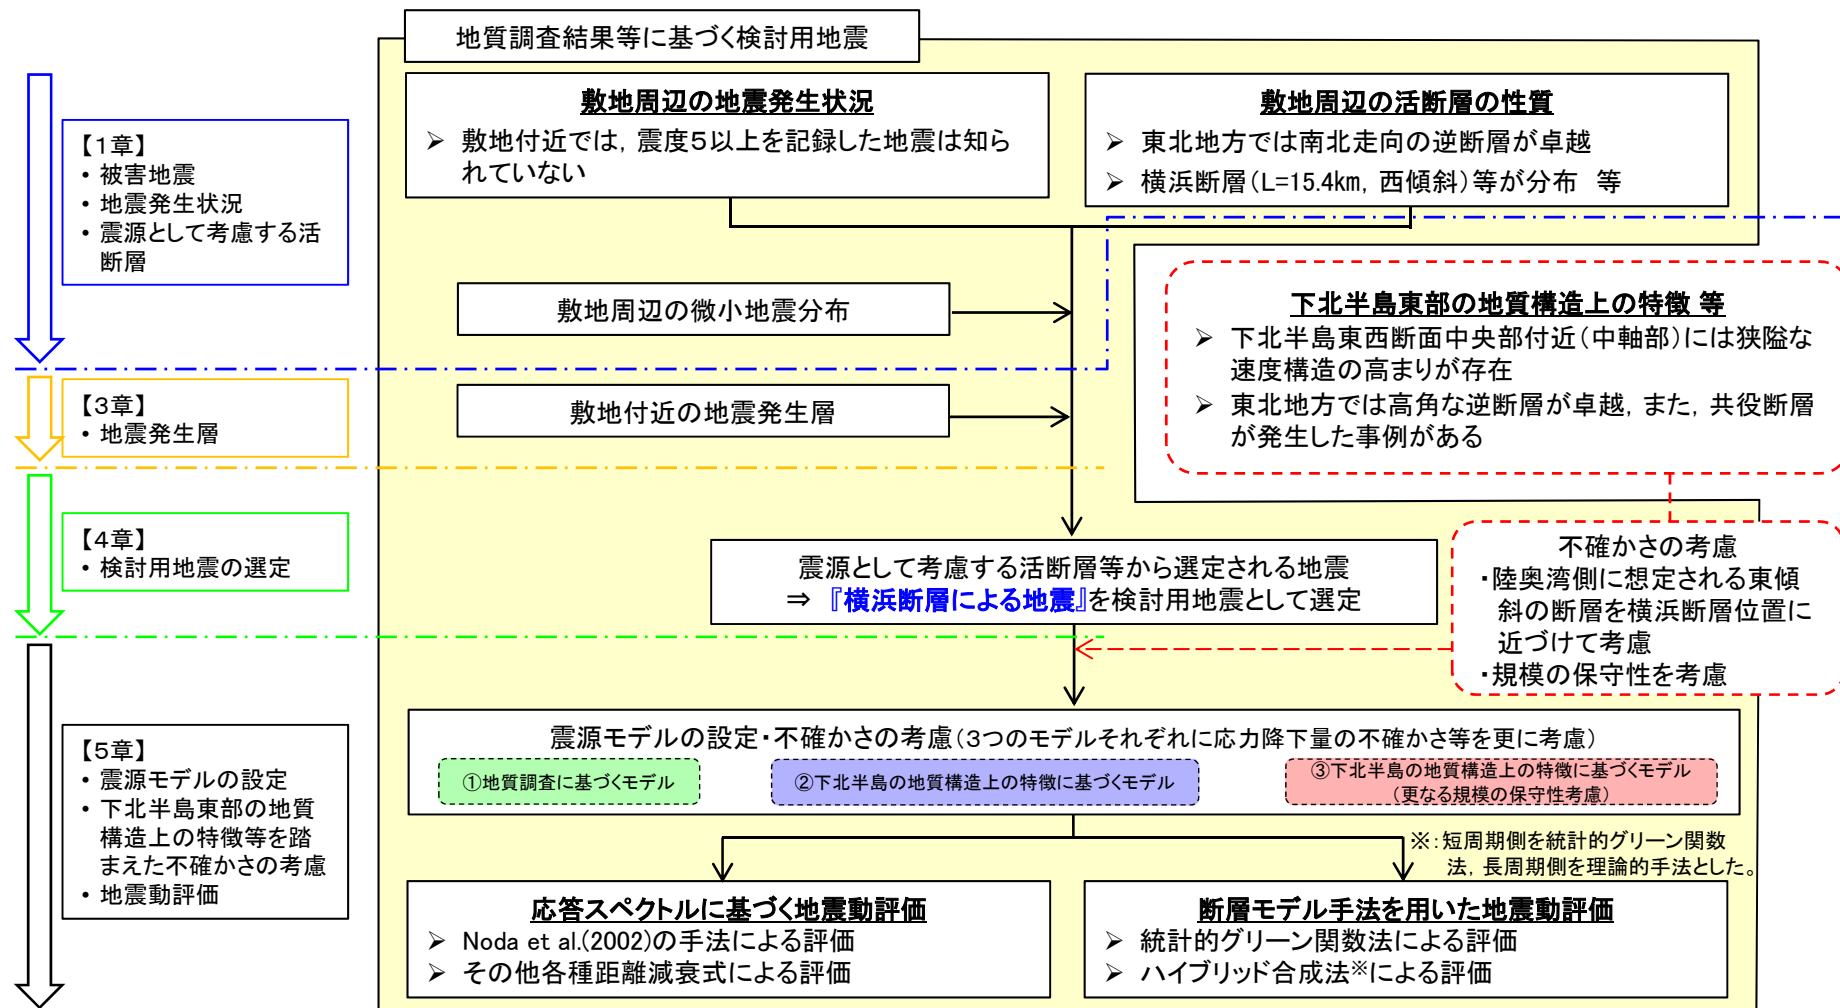 地質調査結果等に基づく検討用地震
敷地周辺の地震発生状況
➢ 敷地付近では，震度５以上を記録した地震は知ら
れていない
敷地周辺の活断層の性質
➢ 東北地方では南北走向の逆断層が卓越
➢ 横浜断層（L=15.4km，西傾斜）等が分布　等
【１章】
・ 被害地震
・ 地震発生状況
・ 震源として考慮する活
断層
敷地周辺の微小地震分布
下北半島東部の地質構造上の特徴 等
➢ 下北半島東西断面中央部付近（中軸部）には狭隘な
速度構造の高まりが存在
➢ 東北地方では高角な逆断層が卓越，また，共役断層
が発生した事例がある
【３章】
・ 地震発生層
敷地付近の地震発生層
【４章】
・ 検討用地震の選定
震源として考慮する活断層等から選定される地震
⇒ 『横浜断層による地震』を検討用地震として選定
不確かさの考慮
・陸奥湾側に想定される東傾
斜の断層を横浜断層位置に
近づけて考慮
・規模の保守性を考慮
【５章】
・ 震源モデルの設定
・ 下北半島東部の地質
構造上の特徴等を踏
まえた不確かさの考慮
・ 地震動評価
震源モデルの設定・不確かさの考慮（３つのモデルそれぞれに応力降下量の不確かさ等を更に考慮）
①地質調査に基づくモデル
②下北半島の地質構造上の特徴に基づくモデル
③下北半島の地質構造上の特徴に基づくモデル
（更なる規模の保守性考慮）
※：短周期側を統計的グリーン関数
法，長周期側を理論的手法とした。
応答スペクトルに基づく地震動評価
➢ Noda et al.(2002)の手法による評価
➢ その他各種距離減衰式による評価
断層モデル手法を用いた地震動評価
➢ 統計的グリーン関数法による評価
➢ ハイブリッド合成法※による評価